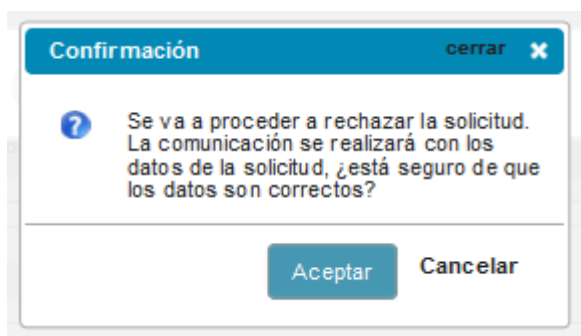 Confirmación cerrar
Se va a proceder a rechazar la solicitud.
La comunicación se realizará con los
datos de la solicitud, ¿está seguro de que
los datos son correctos?
Aceptar Cancelar